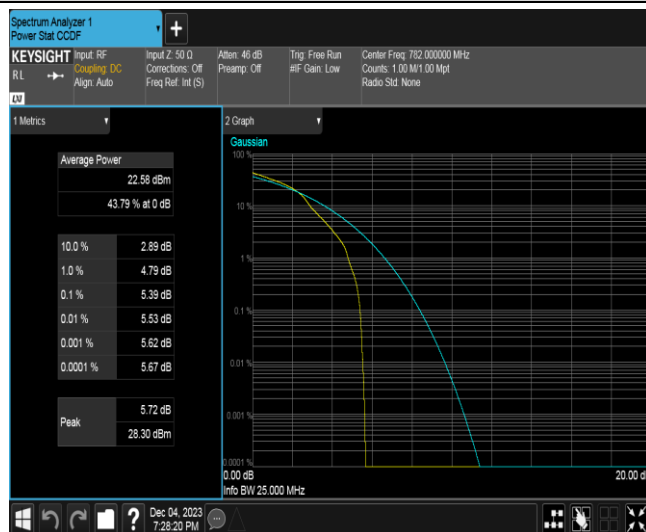 Spectrum Analyzer 1
Power Stat CCDF
+
KEYSIGHT
RL
LXI
Input: RF
Coupling: DC
Align: Auto
Input Z: 50 Ω
Corrections: Off
Freq Ref: Int (S)
Atten: 46 dB
Preamp: Off
Trig: Free Run
#IF Gain: Low
Center Freq: 782.000000 MHz
Counts: 1.00 M/1.00 Mpt
Radio Std: None
1 Metrics
Average Power
22.58 dBm
43.79 % at 0 dB
10.0 % 2.89 dB
1.0 % 4.79 dB
0.1 % 5.39 dB
0.01 % 5.53 dB
0.001 % 5.62 dB
0.0001 % 5.67 dB
Peak
5.72 dB
28.30 dBm
2 Graph
Gaussian
100 %
10 %
1 %
0.1 %
0.01 %
0.001 %
0.0001 %
0.00 dB
20.00 d
Info BW 25.000 MHz
?
Dec 04, 2023
7:28:20 PM